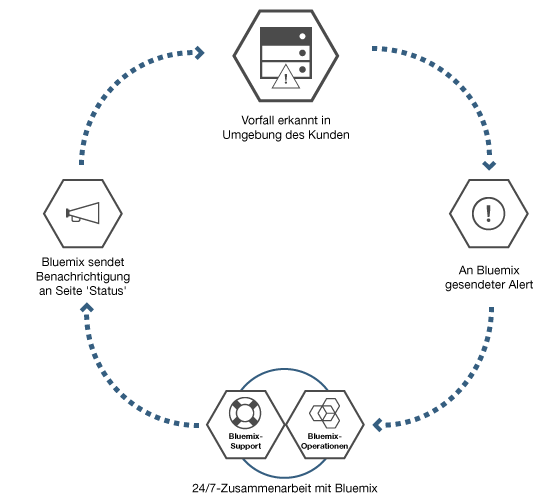 Vorfall erkannt in
Umgebung des Kunden
An Bluemix
gesendeter Alert
Bluemix-
Support
Bluemix-
Operationen
24/7-Zusammenarbeit mit Bluemix
Bluemix sendet
Benachrichtigung
an Seite 'Status'